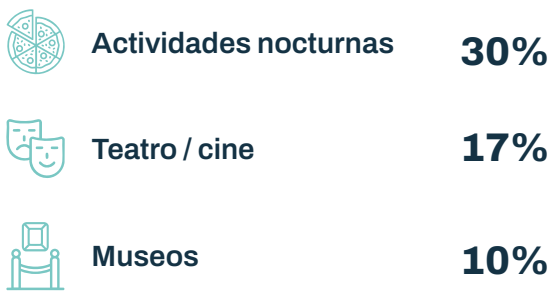 Actividades nocturnas 30%
Teatro / cine 17%
Museos 10%